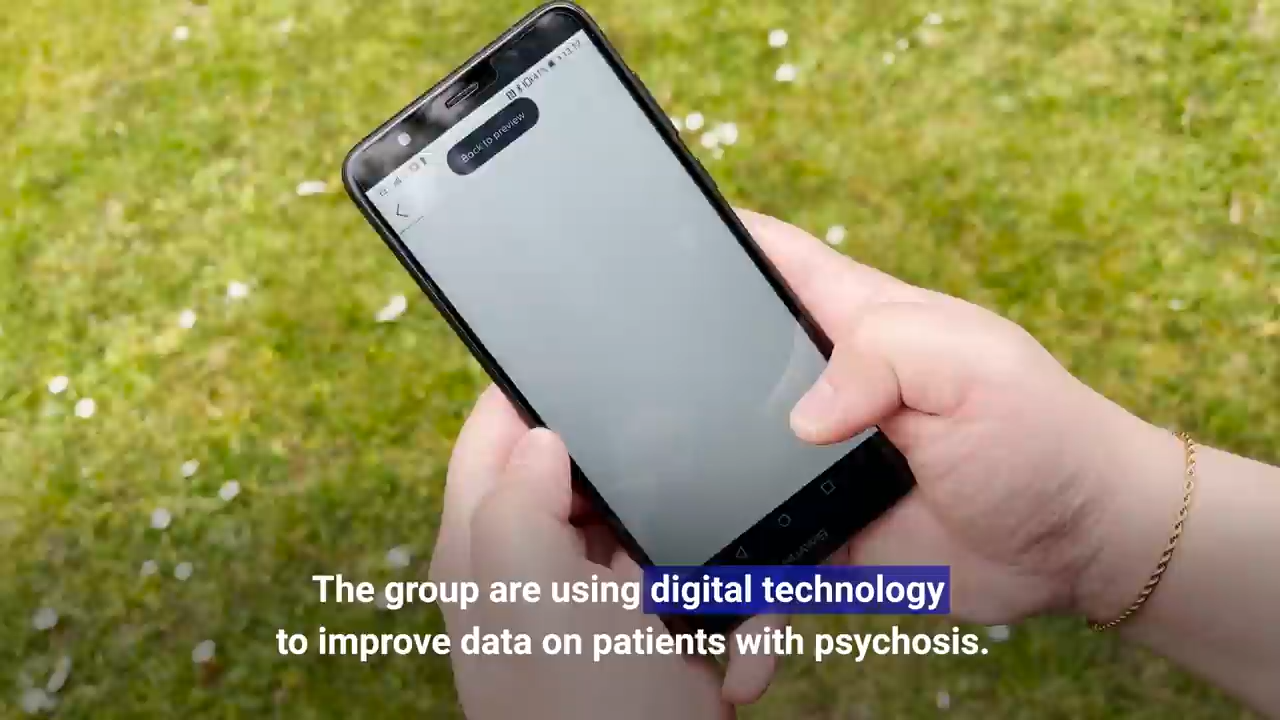 Back to preview
The group are using digital technology
to improve data on patients with psychosis.